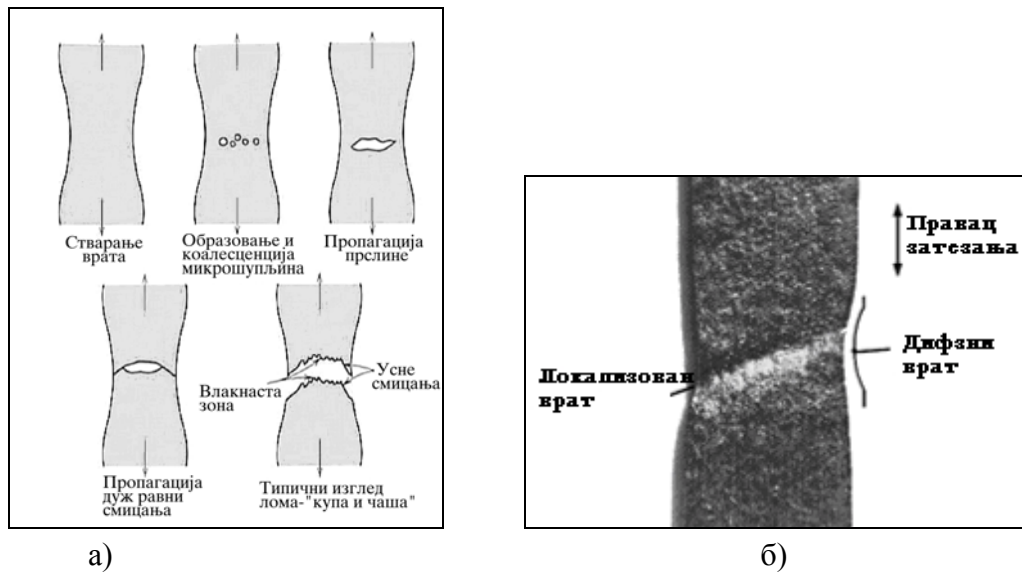 Стварање
врата
Образовање и
коалесценција
микрошупљина
Пропагација
прслине
Влакнаста
зона
Усне
смицања
Пропагација
дуж равни
смицања
Типични изглед
лома-"купа и чаша"
а)
Правац
затезања
Дифзни
врат
Локализован
врат
б)